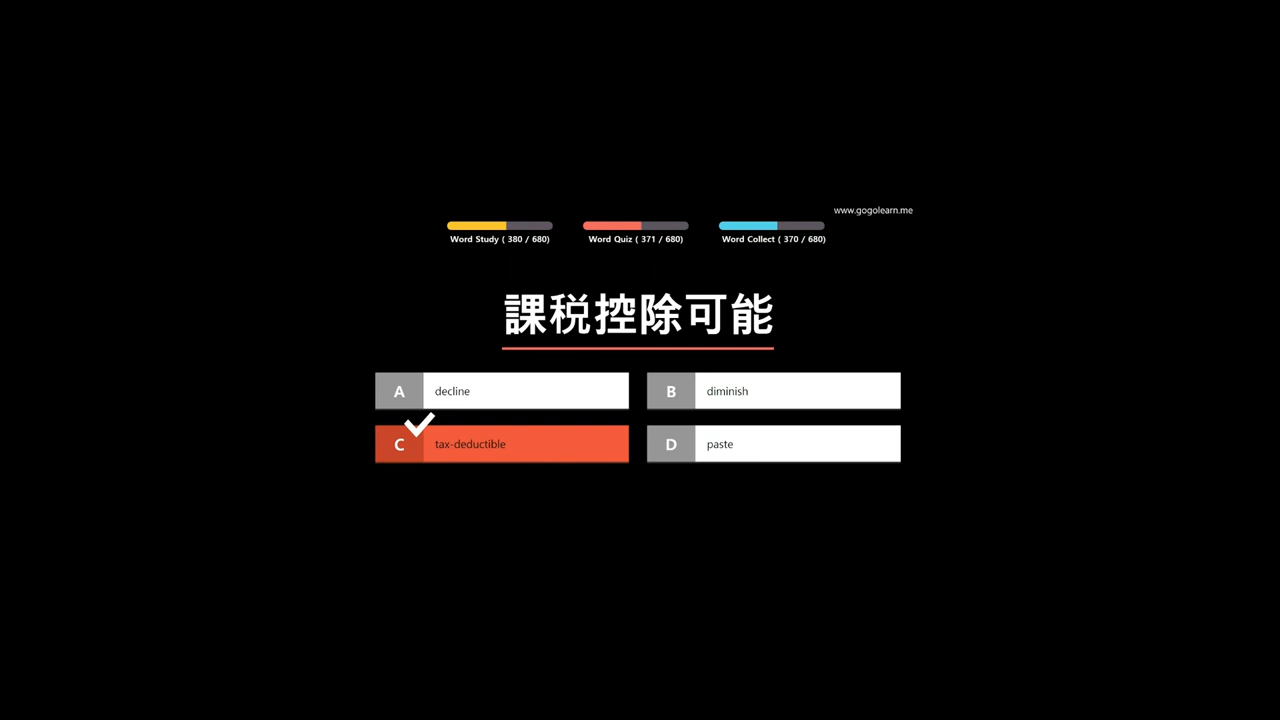 www.gogolearn.me
Word Study ( 380 / 680)
Word Quiz ( 371 / 680)
Word Collect ( 370 / 680)
課税控除可能
A decline
B diminish
C tax-deductible
D paste